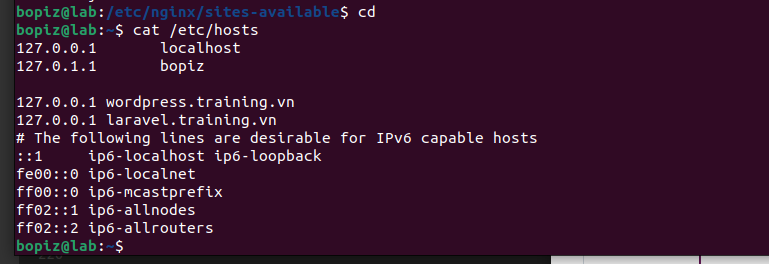 bopiz@lab:/etc/nginx/sites-available$ cd
bopiz@lab:~$ cat /etc/hosts
127.0.0.1       localhost
127.0.1.1       bopiz

127.0.0.1 wordpress.training.vn
127.0.0.1 laravel.training.vn
# The following lines are desirable for IPv6 capable hosts
::1     ip6-localhost ip6-loopback
fe00::0 ip6-localnet
ff00::0 ip6-mcastprefix
ff02::1 ip6-allnodes
ff02::2 ip6-allrouters
bopiz@lab:~$